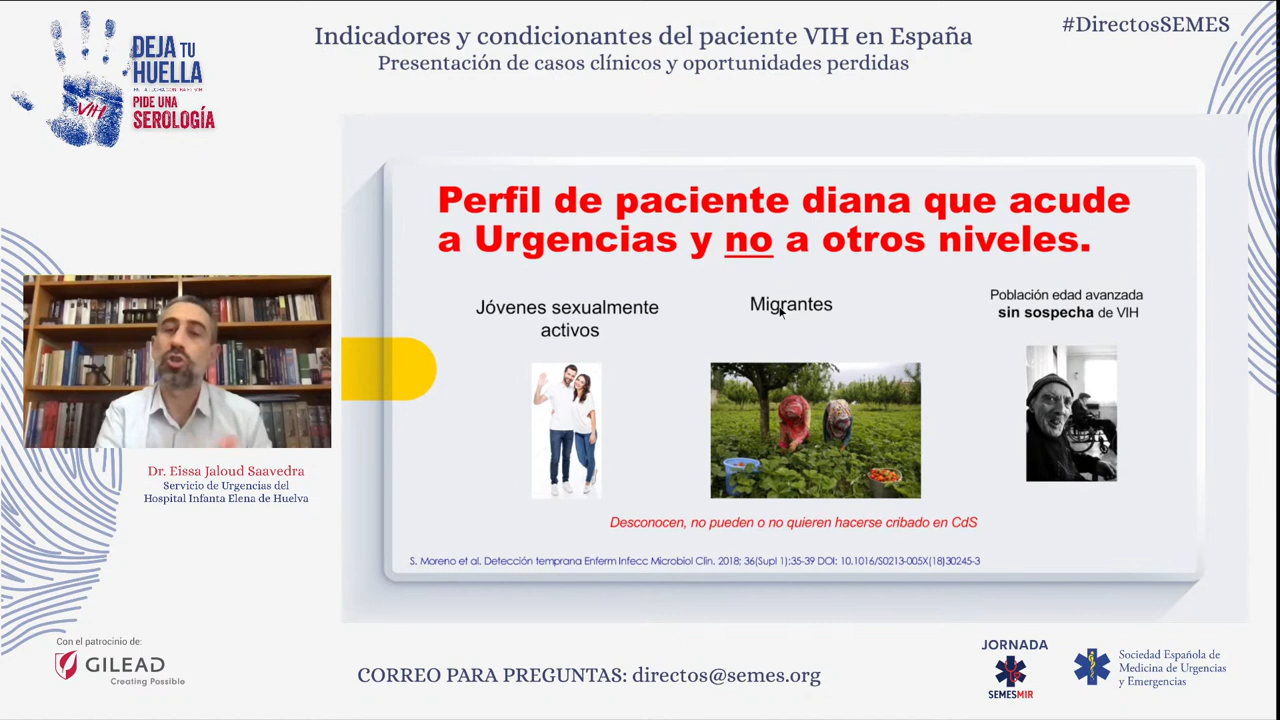 DEJA TU
HUELLA
EN LA LUCHA CONTRA EL VIH
PIDE UNA
SEROLOGÍA
VIH
Indicadores y condicionantes del paciente VIH en España
Presentación de casos clínicos y oportunidades perdidas
#DirectosSEMES
Perfil de paciente diana que acude
a Urgencias y no a otros niveles.
Jóvenes sexualmente
activos
Migrantes
Población edad avanzada
sin sospecha de VIH
Desconocen, no pueden o no quieren hacerse cribado en CdS
S. Moreno et al. Detección temprana Enferm Infecc Microbiol Clin. 2018; 36(Supl 1):35-39 DOI: 10.1016/S0213-005X(18)30245-3
Dr. Eissa Jaloud Saavedra
Servicio de Urgencias del
Hospital Infanta Elena de Huelva
Con el patrocinio de:
GILEAD
Creating Possible
CORREO PARA PREGUNTAS: directos@semes.org
JORNADA
SEMESMIR
Sociedad Española de
Medicina de Urgencias
y Emergencias